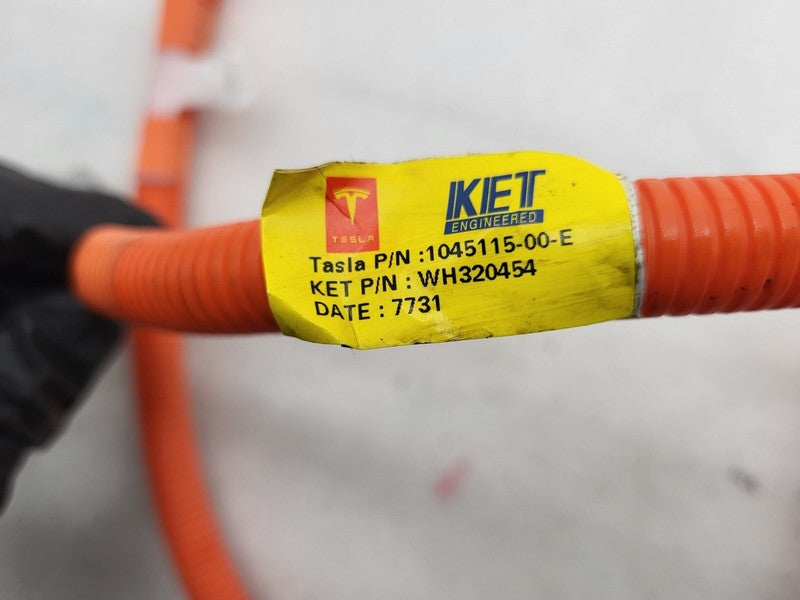 TESLA
KET
ENGINEERED
Tasla P/N :1045115-00-E
KET P/N : WH320454
DATE : 7731